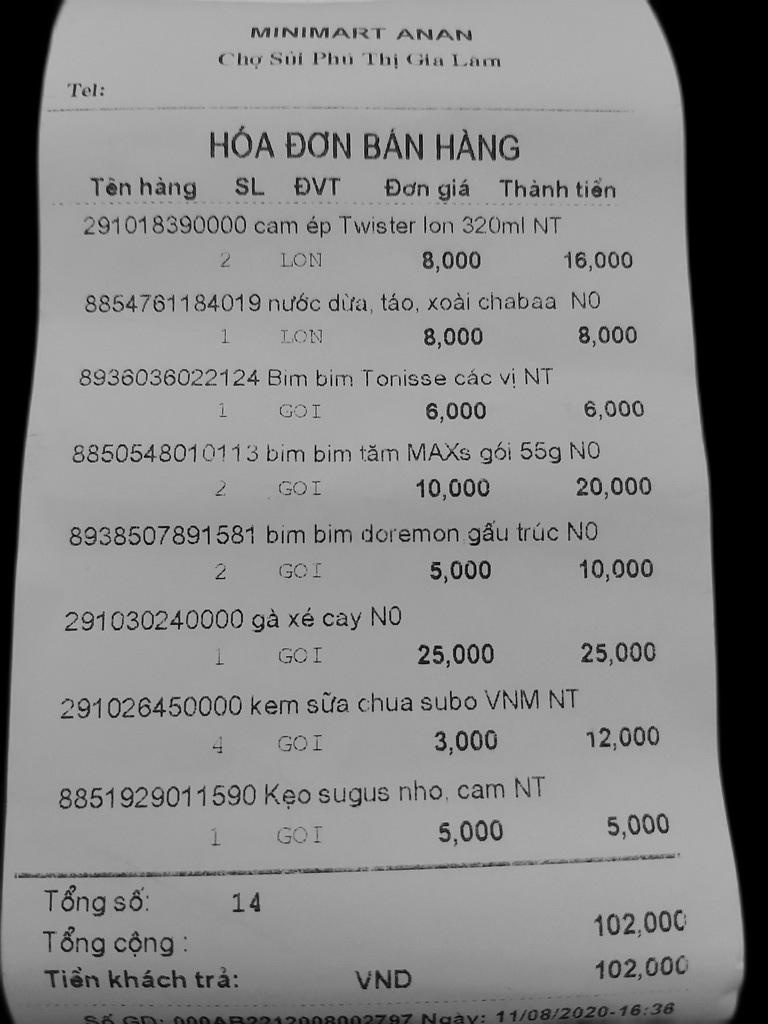 MINIMART ANAN
Chợ Sủi Phú Thị Gia Lâm
Tel:
HÓA ĐƠN BÁN HÀNG
Tên hàng SL ĐVT Đơn giá Thành tiền
291018390000 cam ép Twister lon 320ml NT
2 LON 8,000 16,000
8854761184019 nước dừa, táo, xoài chabaa N0
1 LON 8,000 8,000
8936036022124 Bim bim Tonisse các vị NT
1 GOI 6,000 6,000
8850548010113 bim bim tăm MAXs gói 55g N0
2 GOI 10,000 20,000
8938507891581 bim bim doremon gấu trúc N0
2 GOI 5,000 10,000
291030240000 gà xé cay N0
1 GOI 25,000 25,000
291026450000 kem sữa chua subo VNM NT
4 GOI 3,000 12,000
8851929011590 Kẹo sugus nho, cam NT
1 GOI 5,000 5,000
Tổng số: 14
Tổng cộng : 102,000
Tiền khách trả: VND 102,000
Số GD: 000AB2212008002797 Ngày: 11/08/2020-16:36